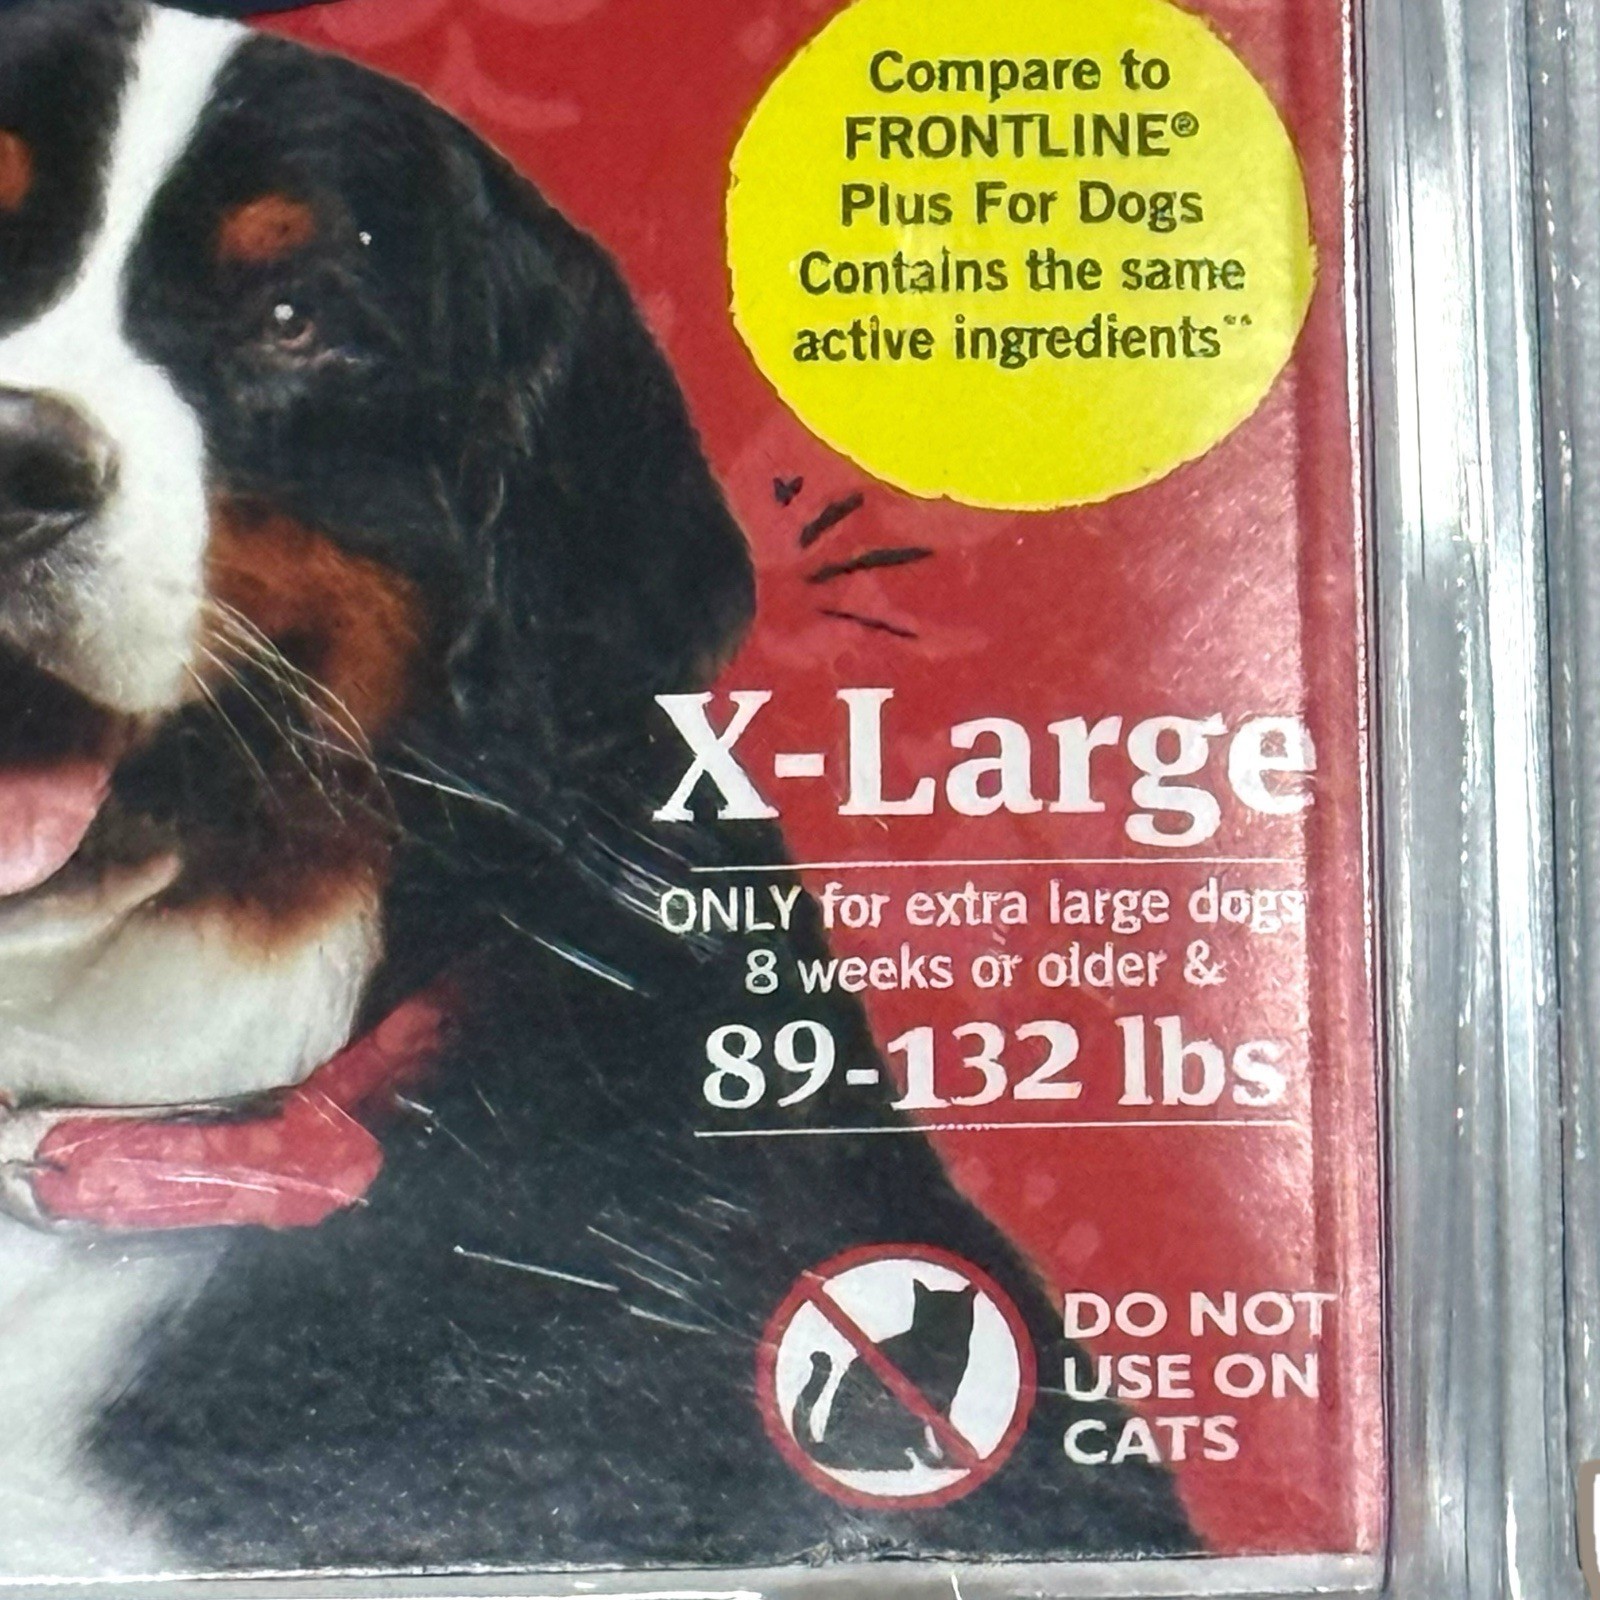 Compare to
FRONTLINE®
Plus For Dogs
Contains the same
active ingredients**
X-Large
ONLY for extra large dogs
8 weeks or older &
89-132 lbs
DO NOT
USE ON
CATS